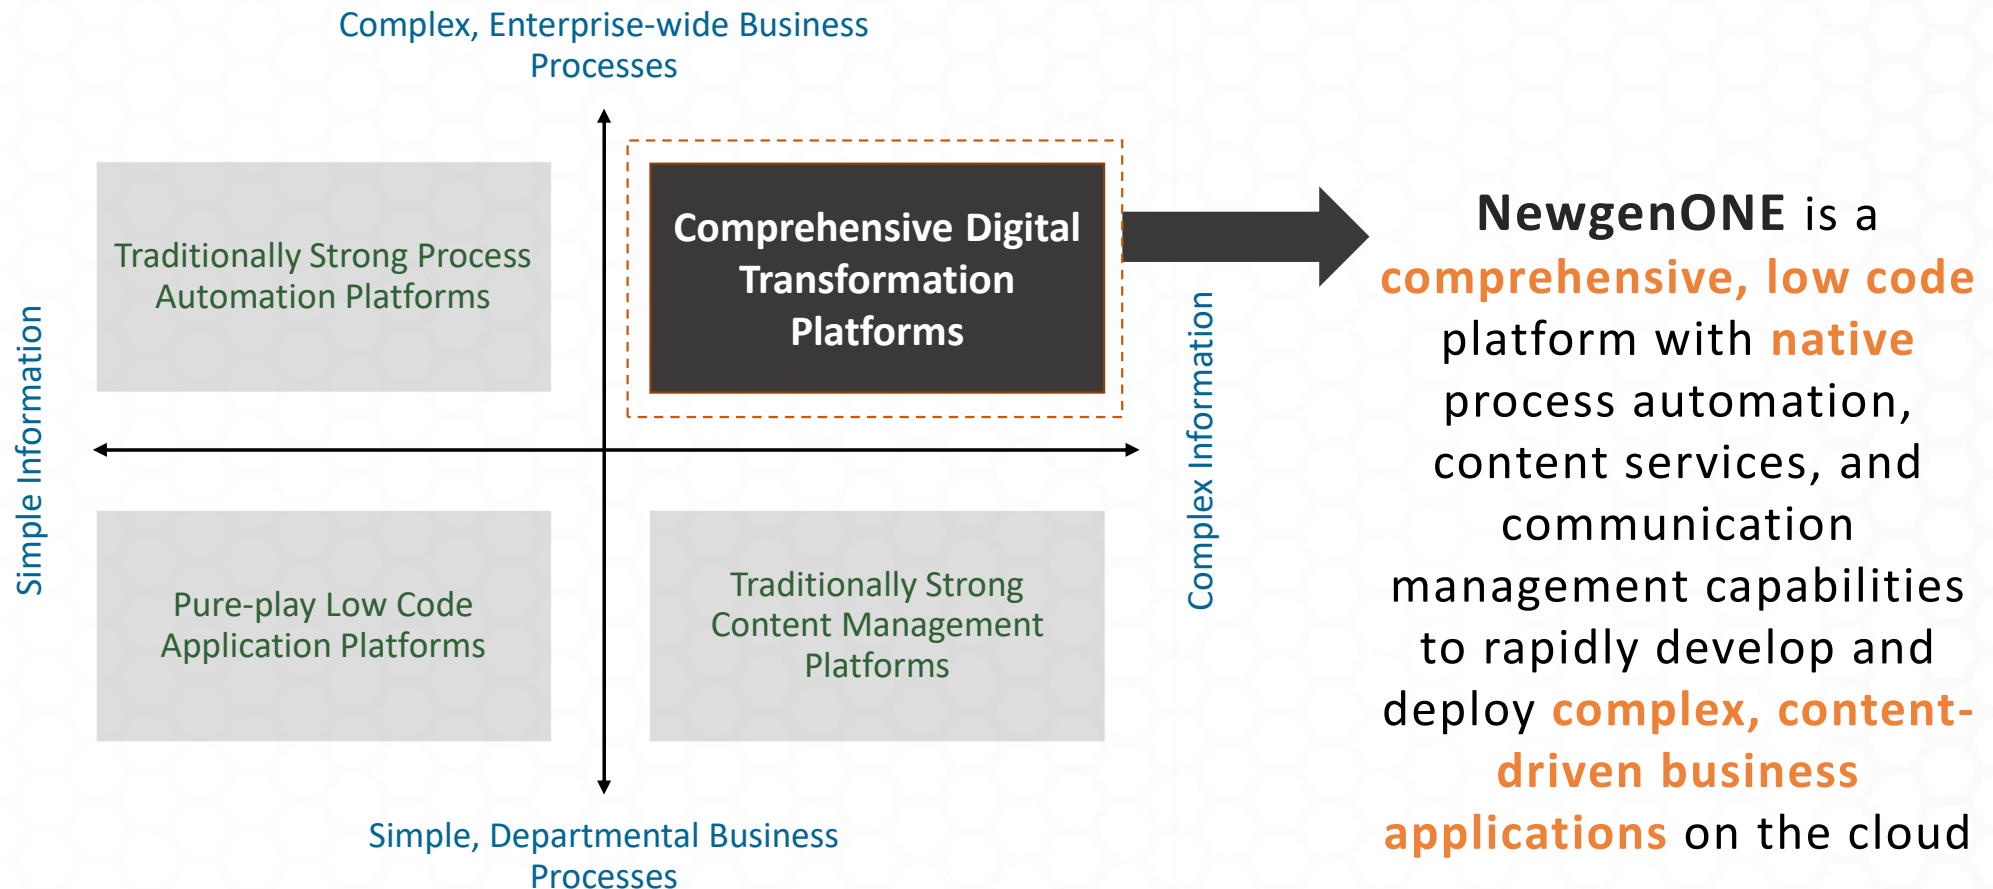 Complex, Enterprise-wide Business
Processes
Traditionally Strong Process
Automation Platforms
Comprehensive Digital
Transformation
Platforms
Simple Information
Complex Information
Pure-play Low Code
Application Platforms
Traditionally Strong
Content Management
Platforms
Simple, Departmental Business
Processes
NewgenONE is a
comprehensive, low code
platform with native
process automation,
content services, and
communication
management capabilities
to rapidly develop and
deploy complex, content-
driven business
applications on the cloud